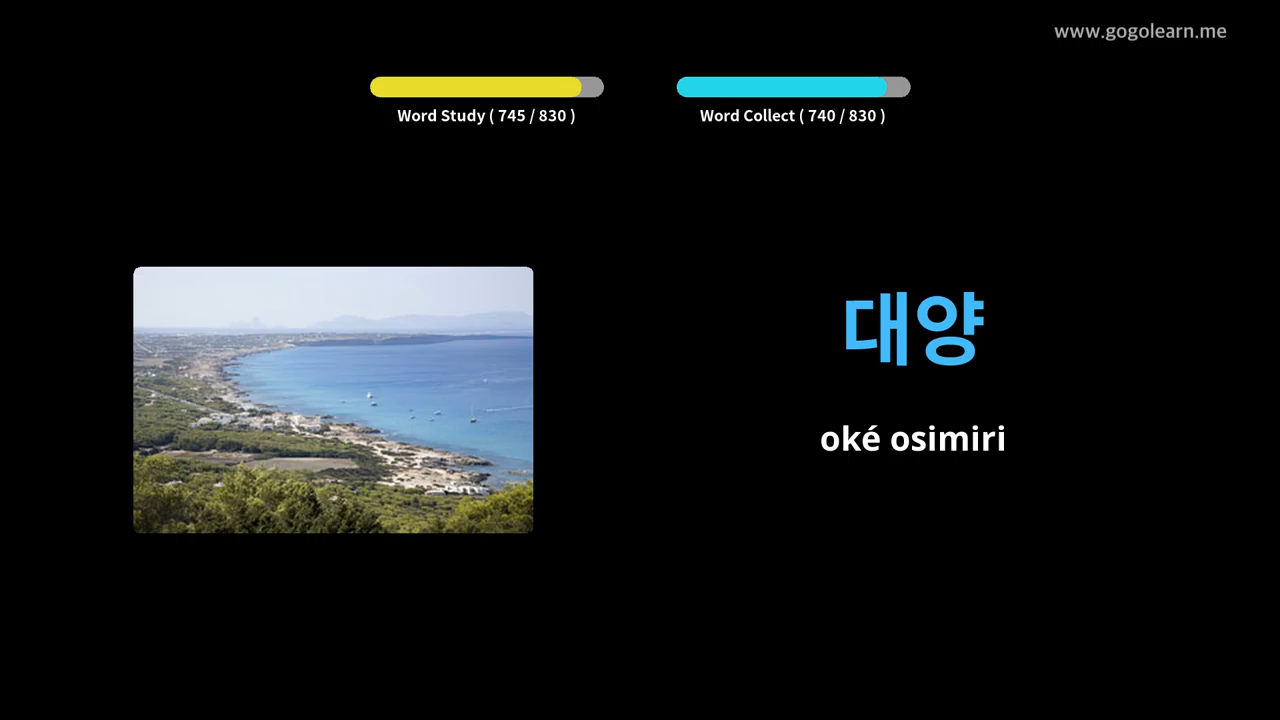 www.gogolearn.me
Word Study ( 745 / 830 )
Word Collect ( 740 / 830 )
대양
oké osimiri